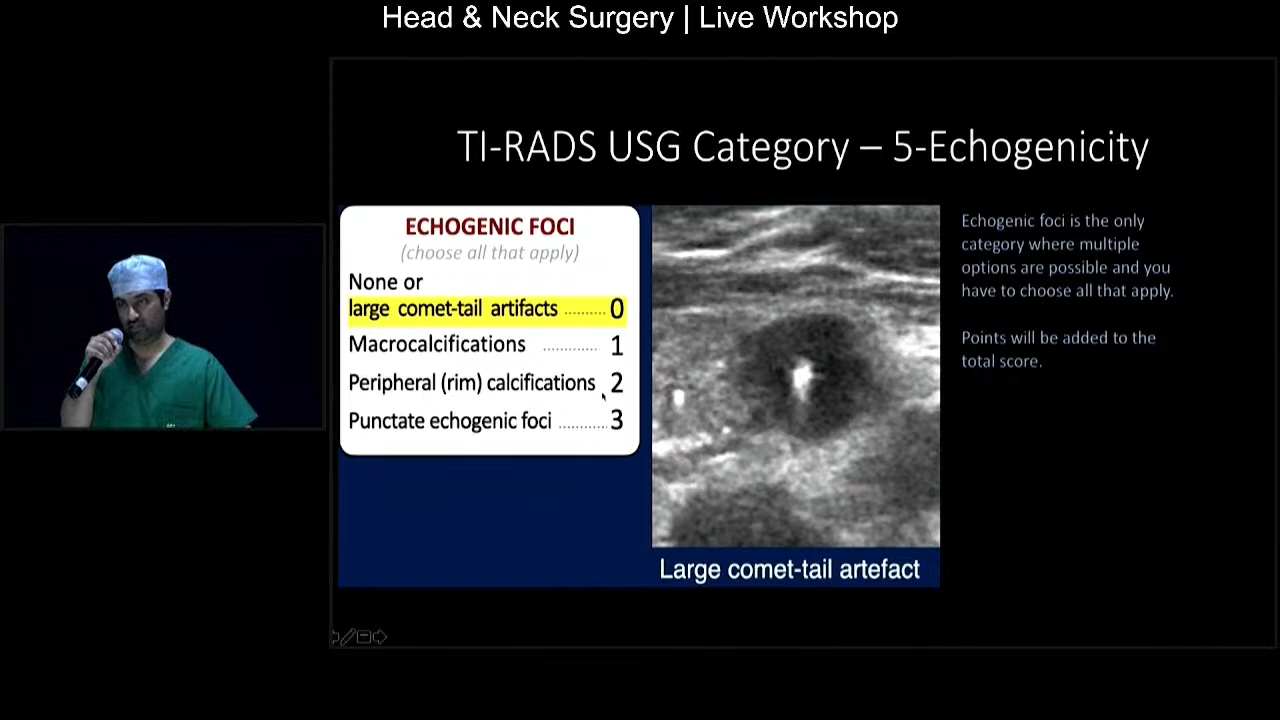 Head & Neck Surgery | Live Workshop
TI-RADS USG Category – 5-Echogenicity
ECHOGENIC FOCI
(choose all that apply)
None or
large comet-tail artifacts .......... 0
Macrocalcifications .............. 1
Peripheral (rim) calcifications 2
Punctate echogenic foci ............ 3
Large comet-tail artefact
Echogenic foci is the only
category where multiple
options are possible and you
have to choose all that apply.
Points will be added to the
total score.